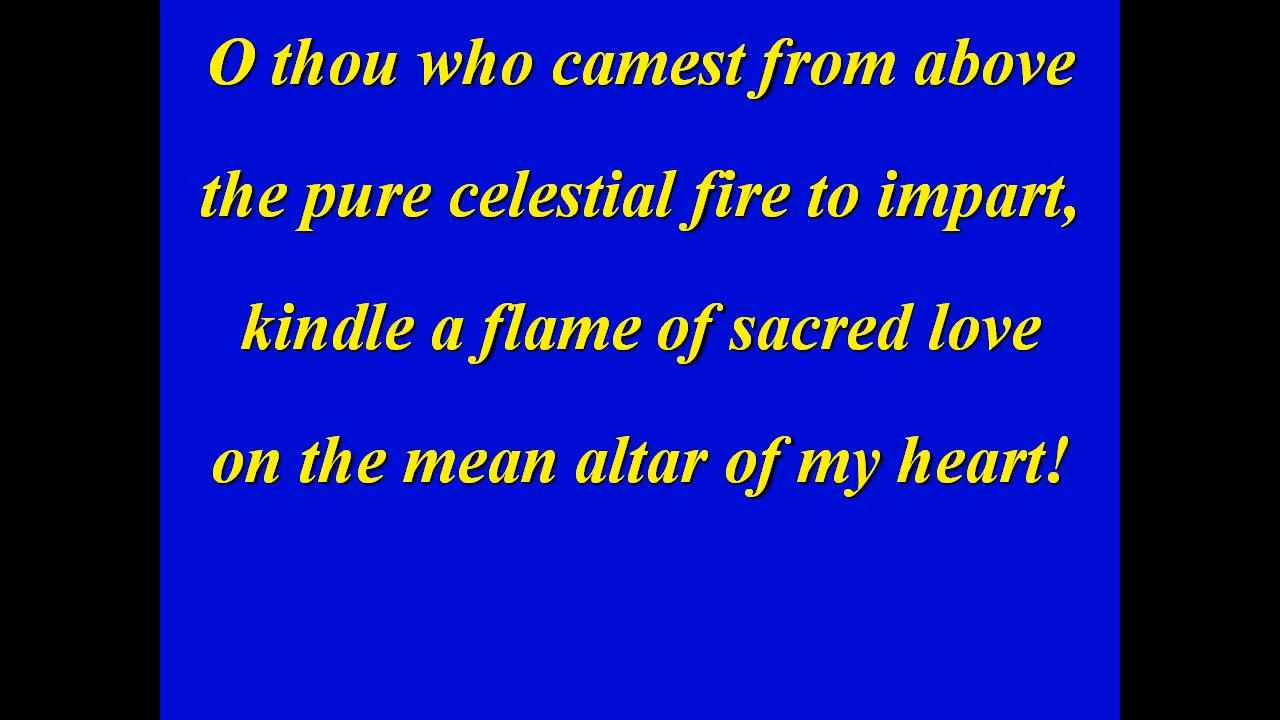 O thou who camest from above
the pure celestial fire to impart,
kindle a flame of sacred love
on the mean altar of my heart!